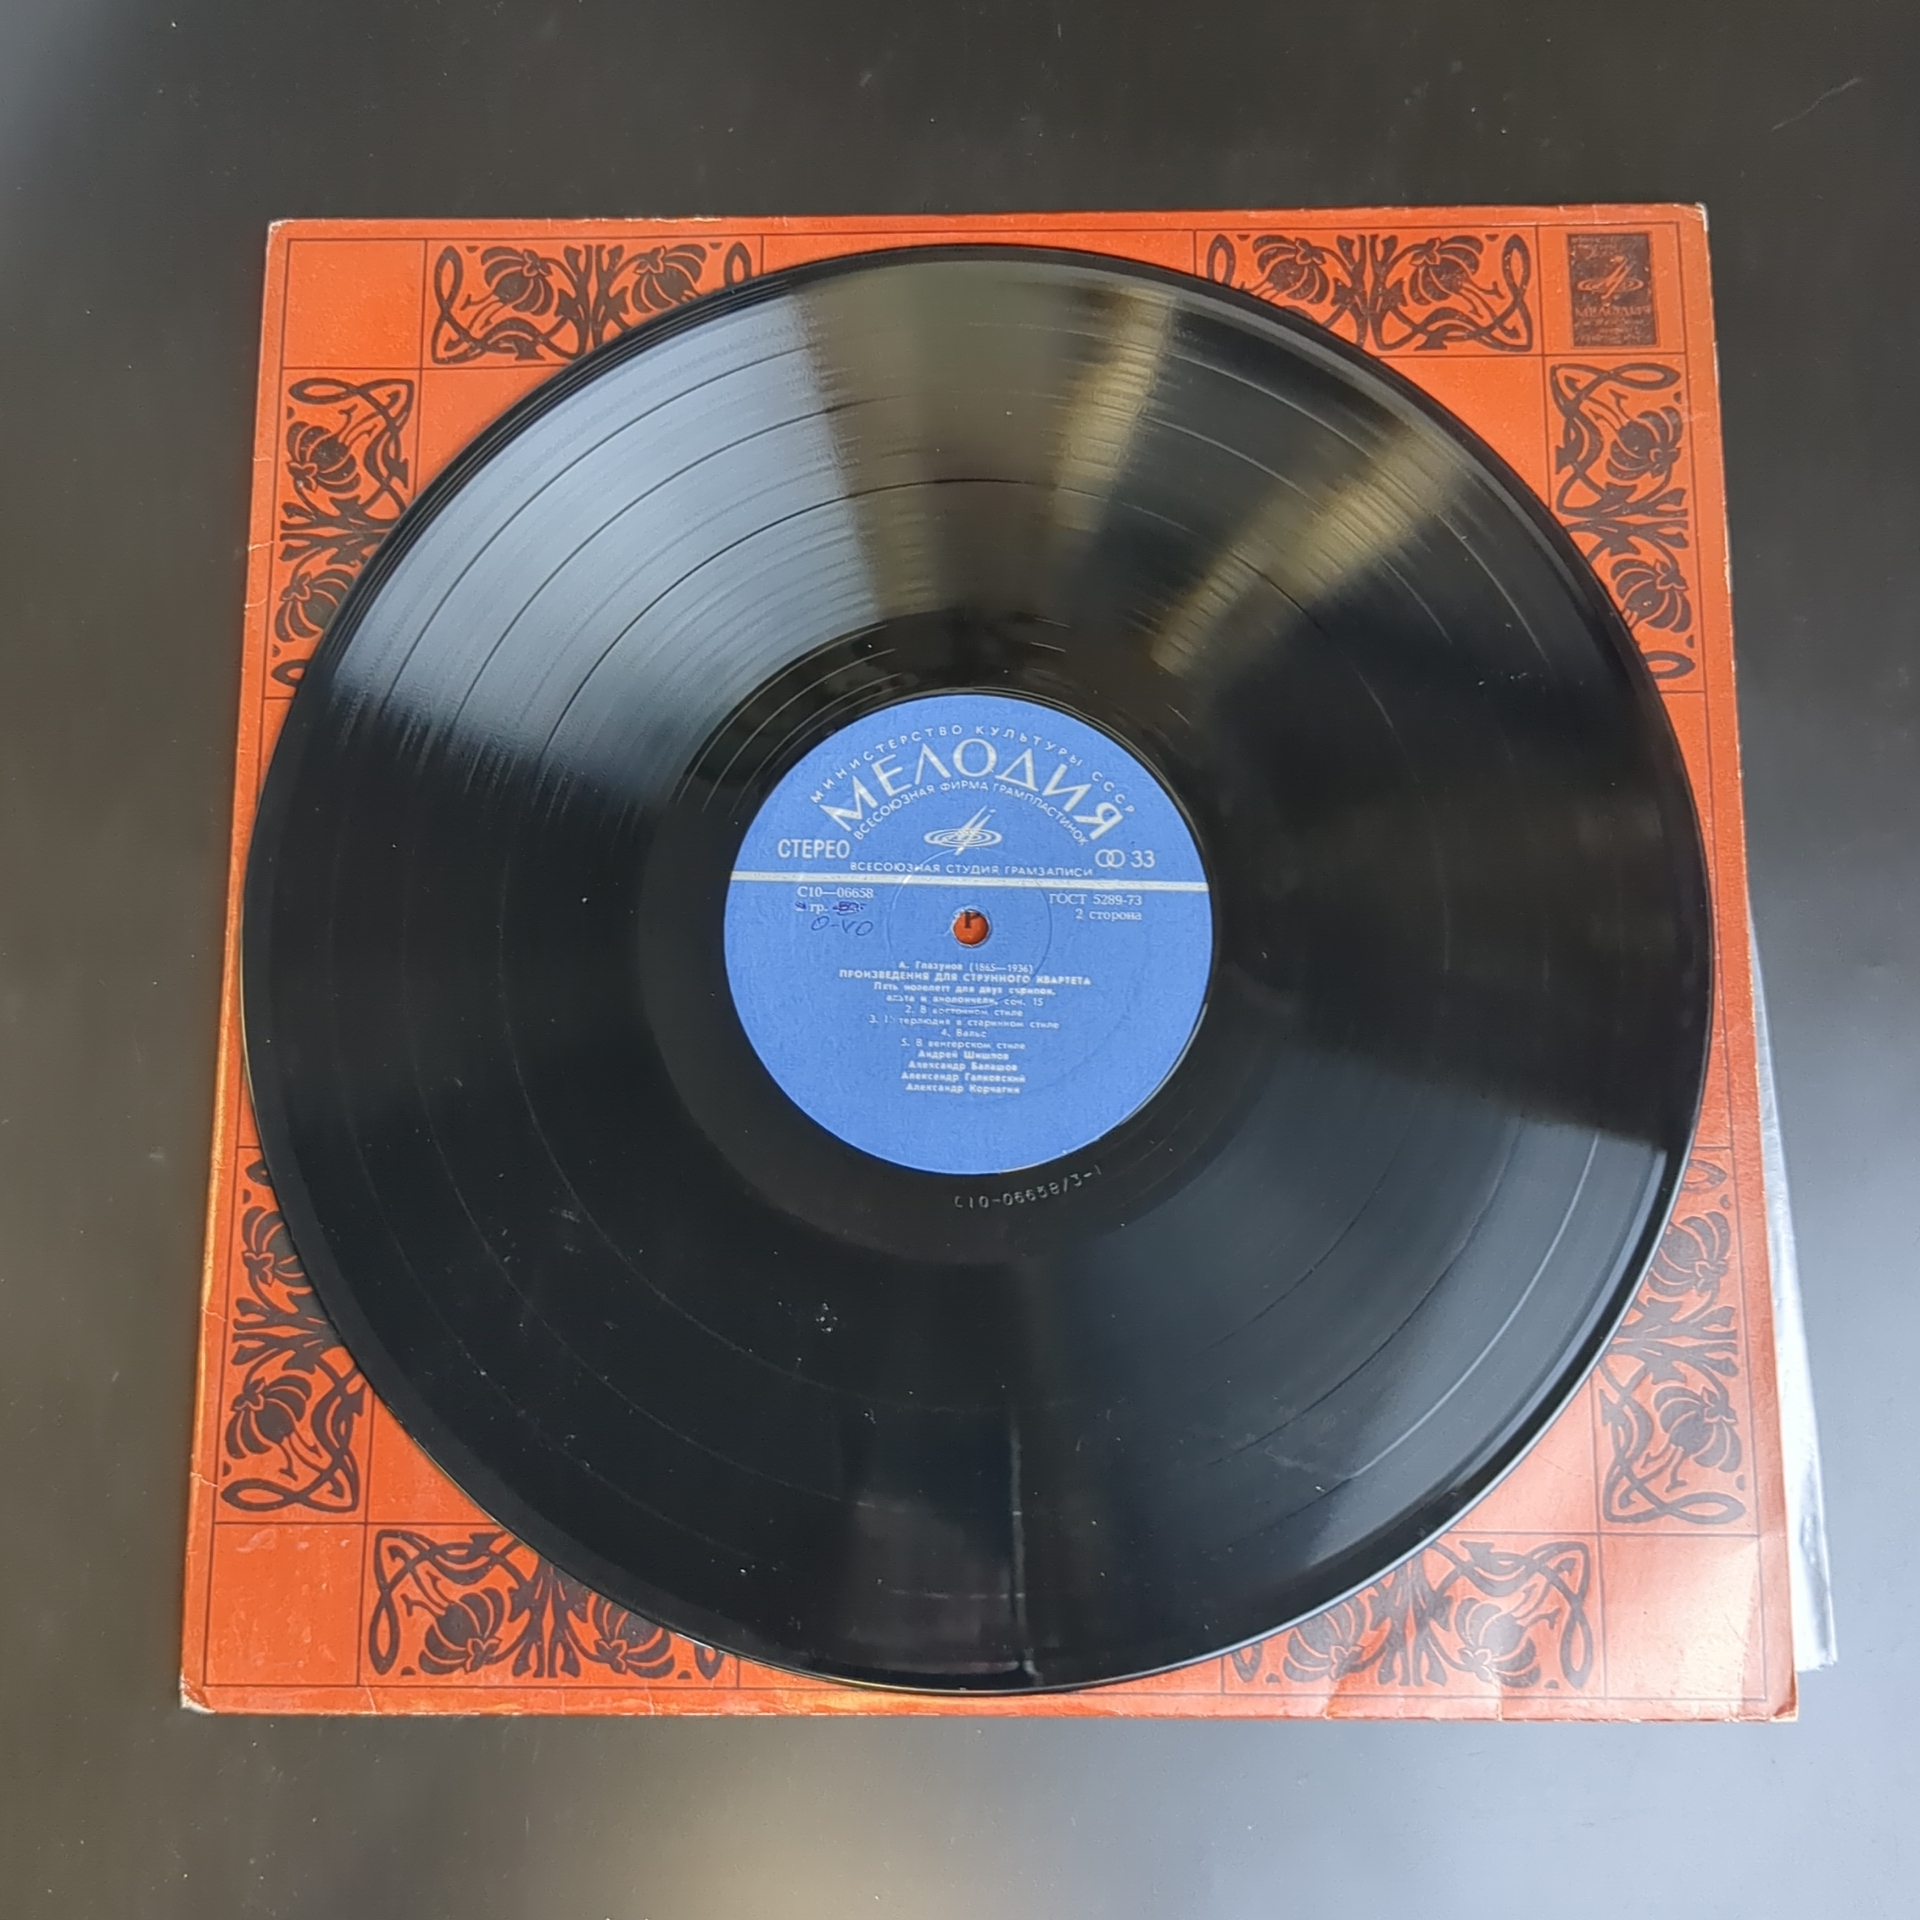 МИНИСТЕРСТВО КУЛЬТУРЫ СССР
МЕЛОДИЯ
ВСЕСОЮЗНАЯ ФИРМА ГРАМПЛАСТИНОК
СТЕРЕО
33
ВСЕСОЮЗНАЯ СТУДИЯ ГРАМЗАПИСИ
С10—06658
ГОСТ 5289-73
гр.
2 сторона
0-70
А. Глазунов (1865—1936)
ПРОИЗВЕДЕНИЯ ДЛЯ СТРУННОГО КВАРТЕТА
Пять новелетт для двух скрипок,
альта и виолончели, соч. 15
2. В восточном стиле
3. Интерлюдия в старинном стиле
4. Вальс
5. В венгерском стиле
Андрей Шишлов
Александр Балашов
Александр Галковский
Александр Корчагин
С10-06658/3-1
МЕЛОДИЯ